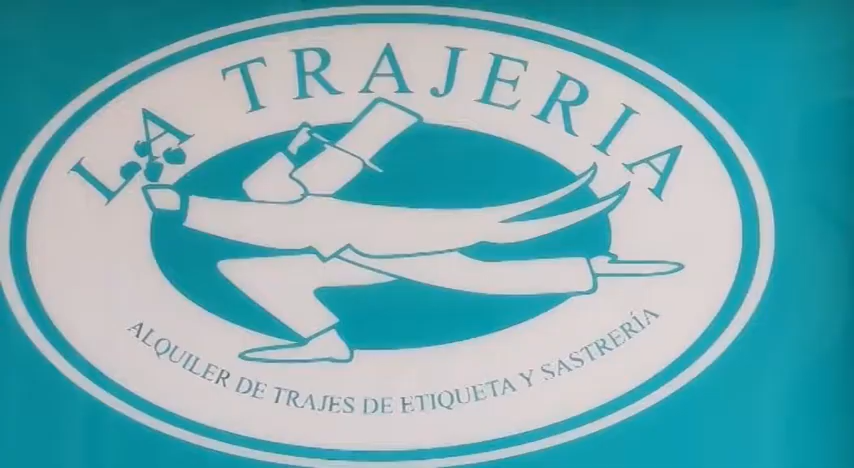 LA TRAJERIA
ALQUILER DE TRAJES DE ETIQUETA Y SASTRERÍA